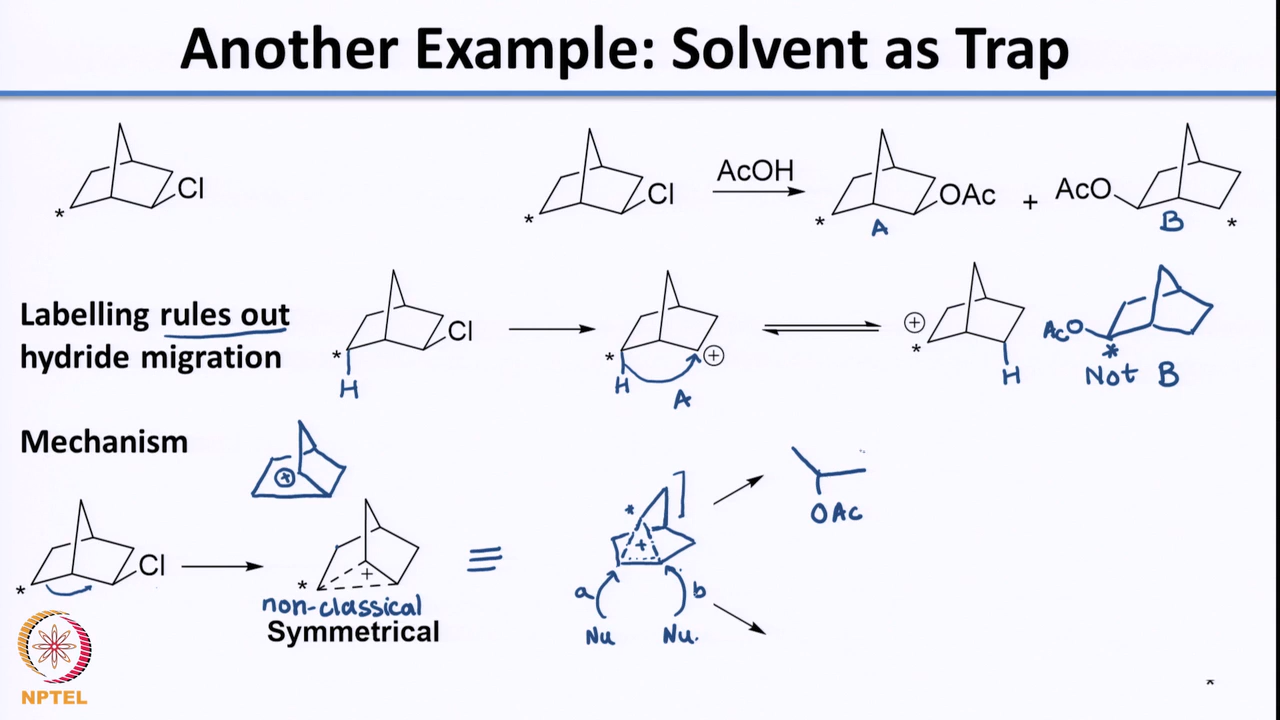 Another Example: Solvent as Trap
Cl
*
Cl
*
AcOH
OAc
*
A
+
AcO
B
*
Labelling rules out
hydride migration
Cl
*
H
*
H
+
A
+
*
H
AcO
*
Not B
Mechanism
+
Cl
*
+
*
non-classical
Symmetrical
≡
*
+
]
a
b
Nu
Nu.
OAc
NPTEL